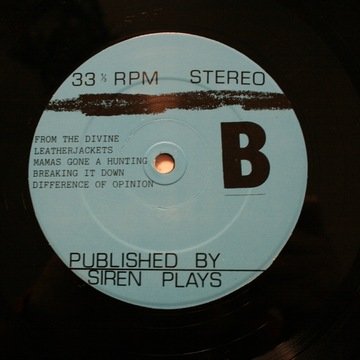 33 ⅓ RPM STEREO
B
FROM THE DIVINE
LEATHERJACKETS
MAMAS GONE A HUNTING
BREAKING IT DOWN
DIFFERENCE OF OPINION
PUBLISHED BY
SIREN PLAYS